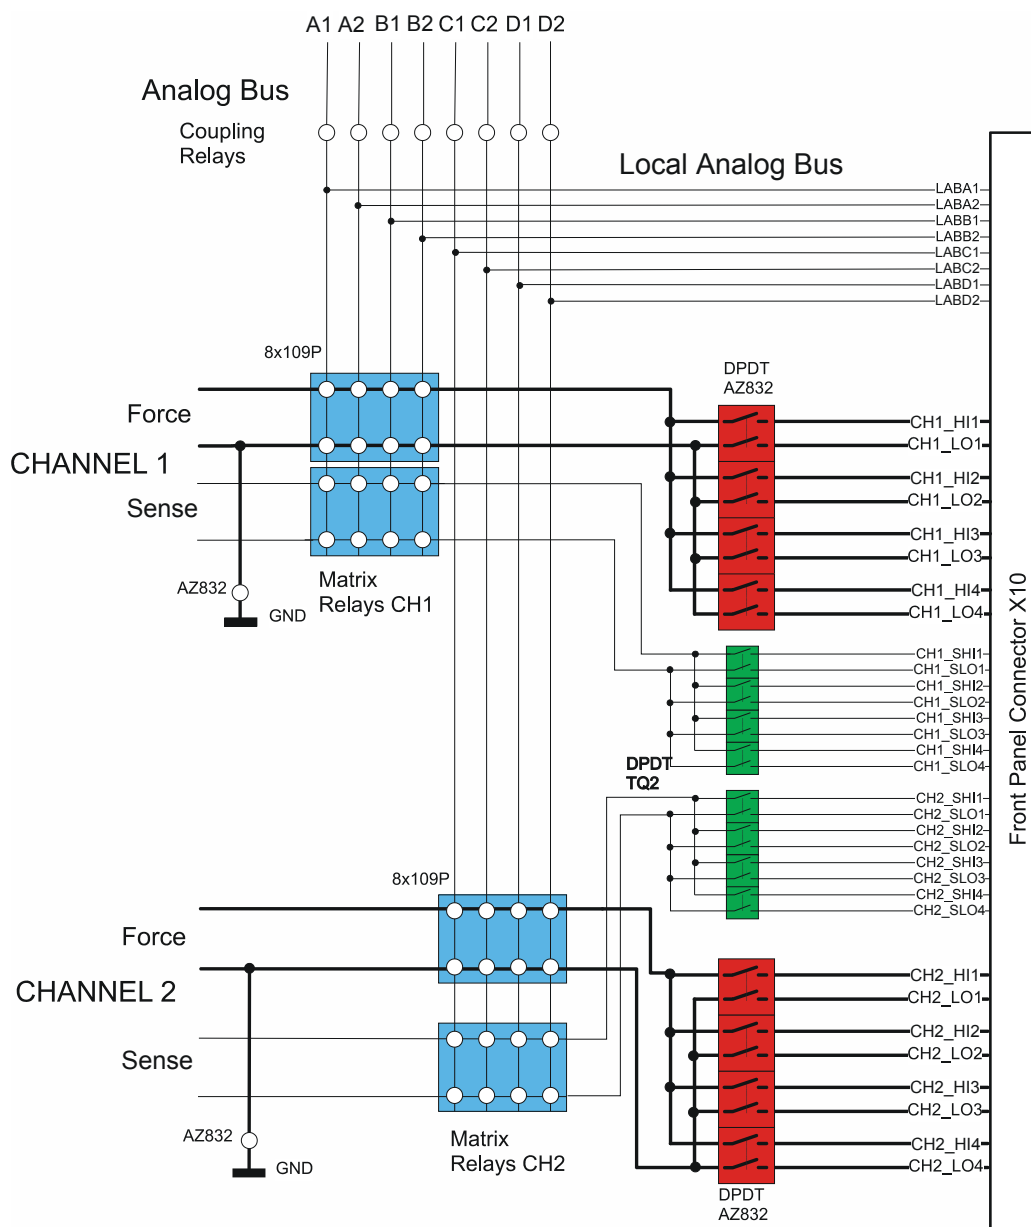 A1 A2 B1 B2 C1 C2 D1 D2
Analog Bus
Coupling
Relays
Local Analog Bus
LABA1
LABA2
LABB1
LABB2
LABC1
LABC2
LABD1
LABD2
8x109P
DPDT
AZ832
Force
CHANNEL 1
Sense
CH1_HI1
CH1_LO1
CH1_HI2
CH1_LO2
CH1_HI3
CH1_LO3
CH1_HI4
CH1_LO4
AZ832
GND
Matrix
Relays CH1
CH1_SHI1
CH1_SLO1
CH1_SHI2
CH1_SLO2
CH1_SHI3
CH1_SLO3
CH1_SHI4
CH1_SLO4
DPDT
TQ2
CH2_SHI1
CH2_SLO1
CH2_SHI2
CH2_SLO2
CH2_SHI3
CH2_SLO3
CH2_SHI4
CH2_SLO4
Front Panel Connector X10
8x109P
Force
CHANNEL 2
Sense
CH2_HI1
CH2_LO1
CH2_HI2
CH2_LO2
CH2_HI3
CH2_LO3
CH2_HI4
CH2_LO4
AZ832
GND
Matrix
Relays CH2
DPDT
AZ832